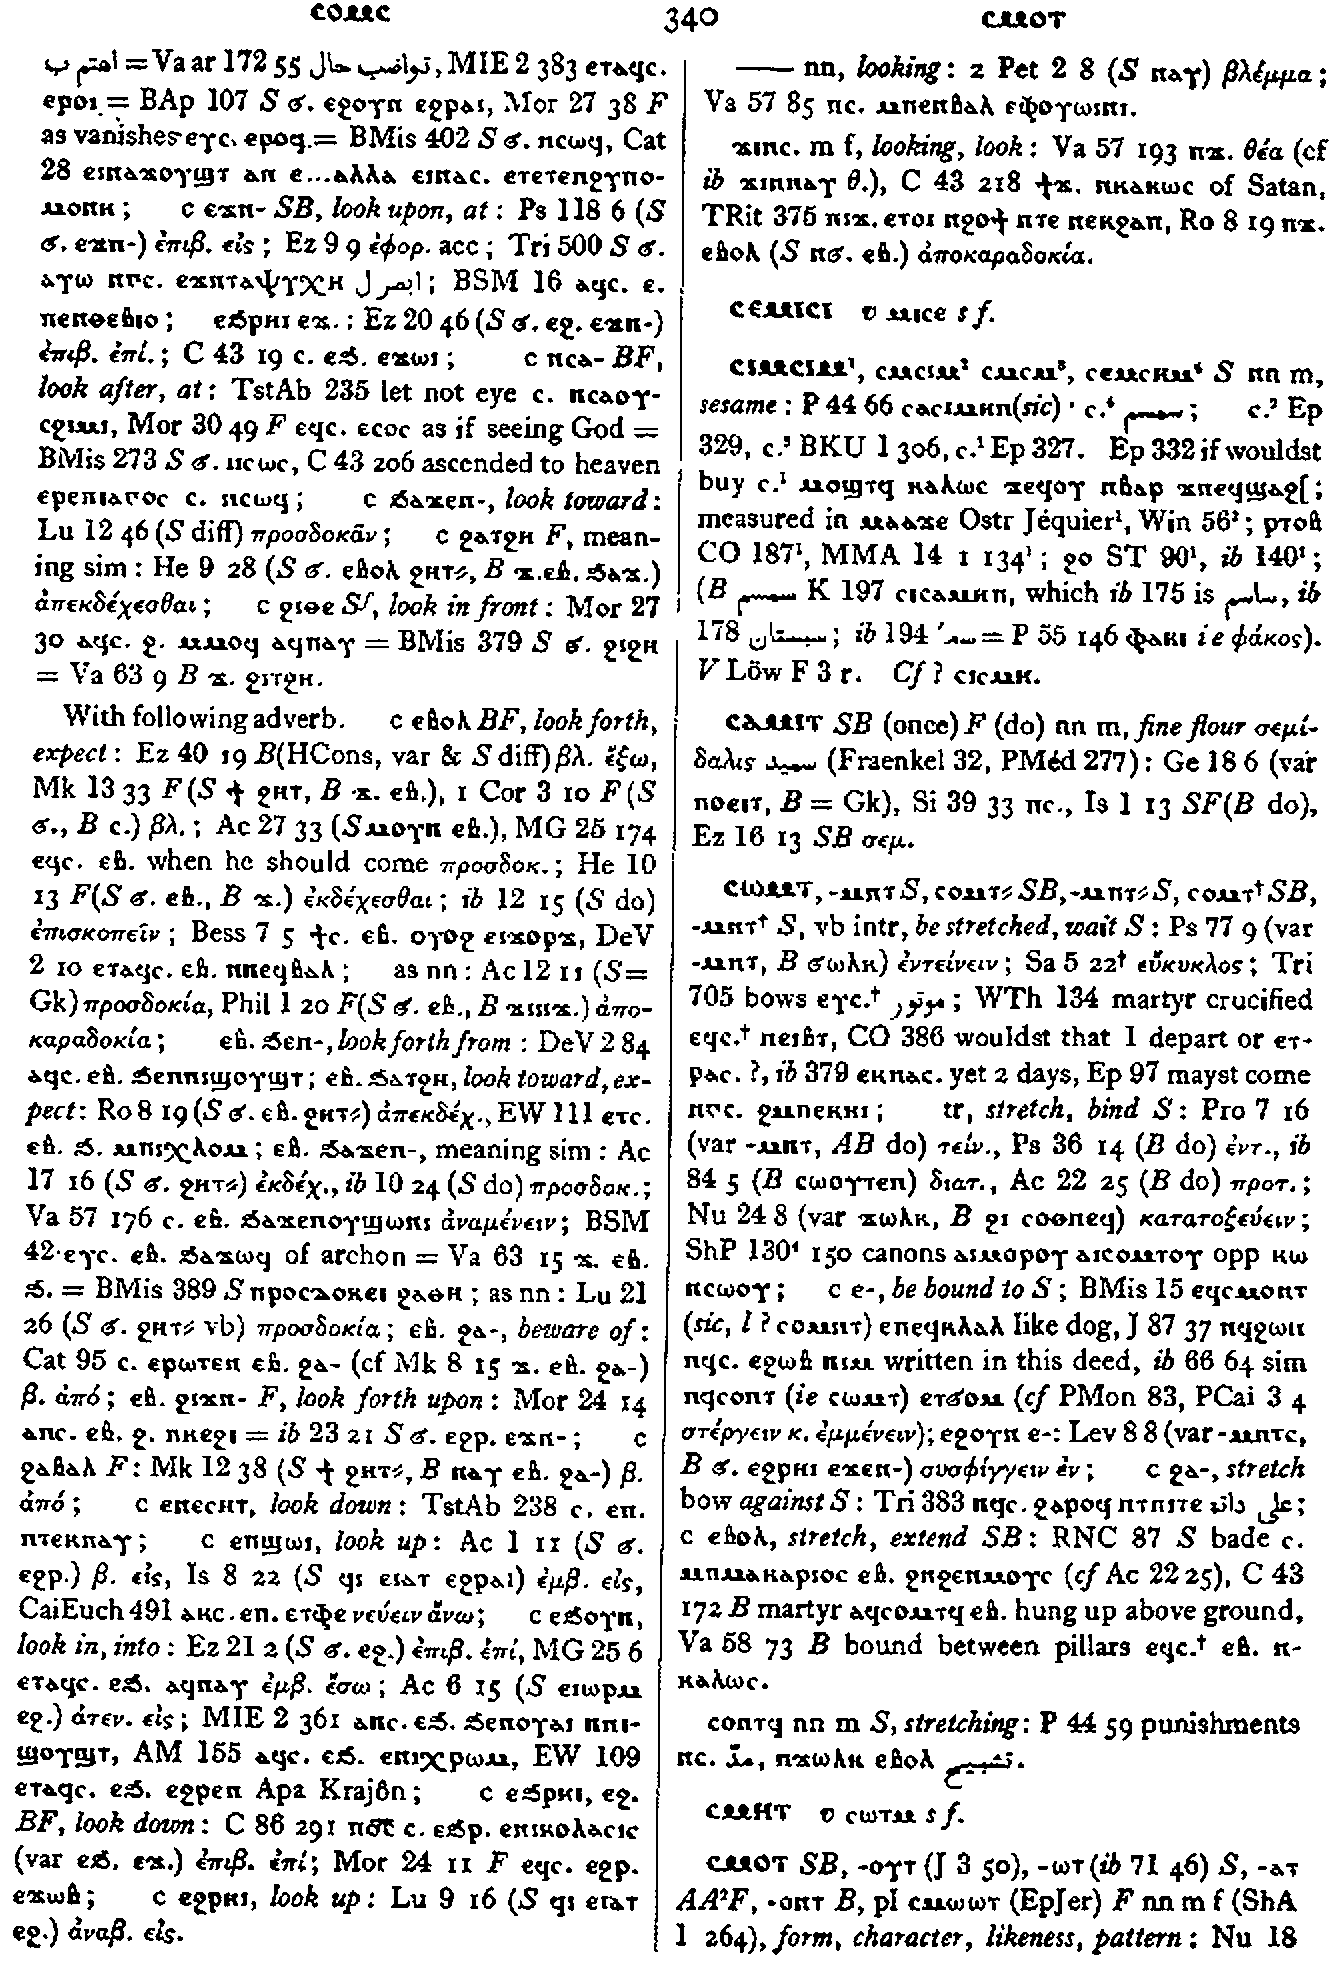 ⲥⲟⲙⲥ 340 ⲥⲙⲟⲧ
= Va ar 172 55 تواضب حال, MIE 2 383 ⲉⲧⲁϥⲥ.
ⲉⲣⲟⲓ = BAp 107 S ϭ. ⲉϩⲟⲩⲛ ⲉϩⲣⲁⲓ, Mor 27 38 F
as vanishes ⲉⲩⲥ. ⲉⲣⲟϥ = BMis 402 S ϭ. ⲛⲥⲱϥ, Cat
28 ⲉⲓⲛⲁϫⲟⲩϣⲧ ⲁⲛ ⲉ...ⲁⲗⲗⲁ ⲉⲓⲛⲁⲥ. ⲉⲧⲉⲧⲉⲛϩⲩⲡⲟ-
ⲙⲟⲛⲏ; c ⲉϫⲛ- SB, look upon, at: Ps 118 6 (S
ϭ. ⲉϫⲛ-) ἐπιβ. εἰς; Ez 9 9 ἐφορ. acc; Tri 500 S ϭ.
ⲁⲩⲱ ⲛⲅⲥ. ⲉϫⲛⲧⲁⲯⲩⲭⲏ ابصر ل; BSM 16 ⲁϥⲥ. ⲉ.
ⲡⲉⲛⲑⲉⲃⲓⲟ; ⲉϧⲣⲏⲓ ⲉϫ.: Ez 20 46 (S ϭ. ⲉϩ. ⲉϫⲛ-)
ἐπιβ. ἐπί.; C 43 19 c. ⲉϧ. ⲉϫⲱⲓ; c ⲛⲥⲁ- BF,
look after, at: TstAb 235 let not eye c. ⲛⲥⲁⲟⲩ-
ⲥϩⲓⲙⲓ, Mor 30 49 F ⲉϥⲥ. ⲉⲥⲟⲥ as if seeing God =
BMis 273 S ϭ. ⲛⲥⲱⲥ, C 43 206 ascended to heaven
ⲉⲣⲉⲛⲓⲁⲅⲟⲥ c. ⲛⲥⲱϥ; c ϧⲁϫⲉⲛ-, look toward:
Lu 12 46 (S diff) προσδοκᾶν; c ϩⲁⲧϩⲏ F, mean-
ing sim: He 9 28 (S ϭ. ⲉⲃⲟⲗ ϩⲏⲧ⸗, B ϫ. ⲉⲃ. ϧⲁϫ.)
ἀπεκδέχεσθαι; c ϩⲓⲑⲉ Sᶠ, look in front: Mor 27
30 ⲁϥⲥ. ϩ. ⲙⲙⲟϥ ⲁϥⲛⲁⲩ = BMis 379 S ϭ. ϩⲓϩⲏ
= Va 63 9 B ϫ. ϩⲓⲧϩⲏ.
With following adverb. c ⲉⲃⲟⲗ BF, look forth,
expect: Ez 40 19 B (HCons, var & S diff) βλ. ἔξω,
Mk 13 33 F (S ϯ ϩⲏⲧ, B ϫ. ⲉⲃ.), 1 Cor 3 10 F (S
ϭ., B c.) βλ.; Ac 27 33 (S ⲙⲟⲩⲛ ⲉⲃ.), MG 25 174
ⲉϥⲥ. ⲉⲃ. when he should come προσδοκ.; He 10
13 F (S ϭ. ⲉⲃ., B ϫ.) ἐκδέχεσθαι; ib 12 15 (S do)
ἐπισκοπεῖν; Bess 7 5 ϯⲥ. ⲉⲃ. ⲟⲩⲟϩ ⲉⲓϫⲟⲣϫ, DeV
2 10 ⲉⲧⲁϥⲥ. ⲉⲃ. ⲛⲛⲉϥⲃⲁⲗ; as nn: Ac 12 11 (S =
Gk) προσδοκία, Phil 1 20 F (S ϭ. ⲉⲃ., B ϫⲓⲛϫ.) ἀπο-
καραδοκία; ⲉⲃ. ϧⲉⲛ-, look forth from: DeV 2 84
ⲁϥⲥ. ⲉⲃ. ϧⲉⲛⲡⲓϣⲟⲩϣⲧ; ⲉⲃ. ϧⲁⲧϩⲏ, look toward, ex-
pect: Ro 8 19 (S ϭ. ⲉⲃ. ϩⲏⲧ⸗) ἀπεκδέχ., EW 111 ⲉⲧⲥ.
ⲉⲃ. ϧ. ⲙⲡⲓⲭⲗⲟⲙ; ⲉⲃ. ϧⲁϫⲉⲛ-, meaning sim: Ac
17 16 (S ϭ. ϩⲏⲧ⸗) ἐκδέχ., ib 10 24 (S do) προσδοκ.;
Va 57 176 c. ⲉⲃ. ϧⲁϫⲉⲛⲟⲩϣⲱⲛⲓ ἀναμένειν; BSM
42 ⲉⲩⲥ. ⲉⲃ. ϧⲁϫⲱϥ of archon = Va 63 15 ϫ. ⲉⲃ.
ϧ. = BMis 389 S ⲡⲣⲟⲥⲇⲟⲕⲉⲓ ϩⲁⲑⲏ; as nn: Lu 21
26 (S ϭ. ϩⲏⲧ⸗ vb) προσδοκία; ⲉⲃ. ϩⲁ-, beware of:
Cat 95 c. ⲉⲣⲱⲧⲉⲛ ⲉⲃ. ϩⲁ- (cf Mk 8 15 ϫ. ⲉⲃ. ϩⲁ-)
β. ἀπό; ⲉⲃ. ϩⲓϫⲛ- F, look forth upon: Mor 24 14
ⲁⲛⲥ. ⲉⲃ. ϩ. ⲡⲕⲉϩⲓ = ib 23 21 S ϭ. ⲉϩⲣ. ⲉϫⲛ-; c
ϩⲁⲃⲁⲗ F: Mk 12 38 (S ϯ ϩⲏⲧ⸗, B ⲛⲁⲩ ⲉⲃ. ϩⲁ-) β.
ἀπό; c ⲉⲡⲉⲥⲏⲧ, look down: TstAb 238 c. ⲉⲡ.
ⲛⲧⲉⲕⲛⲁⲩ; c ⲉⲡϣⲱⲓ, look up: Ac 1 11 (S ϭ.
ⲉϩⲣ.) β. εἰς, Is 8 22 (S ϥⲓ ⲉⲓⲁⲧ ⲉϩⲣⲁⲓ) ἐμβ. εἰς,
CaiEuch 491 ⲁⲕⲥ. ⲉⲡ. ⲉⲧⲫⲉ νεύειν ἄνω; c ⲉϧⲟⲩⲛ,
look in, into: Ez 21 2 (S ϭ. ⲉϩ.) ἐπιβ. ἐπί, MG 25 6
ⲉⲧⲁϥⲥ. ⲉϧ. ⲁϥⲛⲁⲩ ἐμβ. ἔσω; Ac 6 15 (S ⲉⲓⲱⲣⲙ
ⲉϩ.) ἀτεν. εἰς; MIE 2 361 ⲁⲛⲥ. ⲉϧ. ϧⲉⲛⲟⲩⲁⲓ ⲛⲛⲓ-
ϣⲟⲩϣⲧ, AM 155 ⲁϥⲥ. ⲉϧ. ⲉⲡⲓⲭⲣⲱⲙ, EW 109
ⲉⲧⲁϥⲥ. ⲉϧ. ⲉϩⲣⲉⲛ Apa Krajôn; c ⲉϧⲣⲏⲓ, ⲉϩ.
BF, look down: C 86 291 ⲡϭⲥ c. ⲉϧⲣ. ⲉⲛⲓⲕⲟⲗⲁⲥⲓⲥ
(var ⲉϧ. ⲉϫ.) ἐπιβ. ἐπί; Mor 24 11 F ⲉϥⲥ. ⲉϩⲣ.
ⲉϫⲱⲃ; c ⲉϩⲣⲏⲓ, look up: Lu 9 16 (S ϥⲓ ⲉⲓⲁⲧ
ⲉϩ.) ἀναβ. εἰς.
—— nn, looking: 2 Pet 2 8 (S ⲛⲁⲩ) βλέμμα;
Va 57 85 ⲡⲥ. ⲙⲡⲉⲛⲃⲁⲗ ⲉⲫⲟⲩⲱⲓⲛⲓ.
ϫⲓⲛⲥ. m f, looking, look: Va 57 193 ⲡϫ. θέα (cf
ib ϫⲓⲛⲛⲁⲩ θ.), C 43 218 ϯϫ. ⲛⲕⲁⲕⲱⲥ of Satan,
TRit 375 ⲡⲓϫ. ⲉⲧⲟⲓ ⲛϩⲟϯ ⲛⲧⲉ ⲡⲉⲕϩⲁⲡ, Ro 8 19 ⲡϫ.
ⲉⲃⲟⲗ (S ⲡϭ. ⲉⲃ.) ἀποκαραδοκία.
ⲥⲉⲙⲓⲥⲓ v ⲙⲓⲥⲉ s f.
ⲥⲓⲙⲥⲓⲙ¹, ⲥⲙⲥⲓⲙ² ⲥⲙⲥⲙ³, ⲥⲉⲙⲥⲏⲙ⁴ S nn m,
sesame: P 44 66 ⲥⲁⲥⲓⲙⲏⲛ (sic) · c.⁴ سمسم; c.² Ep
329, c.³ BKU 1 306, c.¹ Ep 327. Ep 332 if wouldst
buy c.¹ ⲙⲟϣⲧϥ ⲕⲁⲗⲱⲥ ϫⲉϥⲟⲩ ⲛⲃⲁⲣ ϫⲛⲉϥϣⲁϩ[;
measured in ⲙⲁⲁϫⲉ Ostr Jéquier¹, Win 56²; ⲣⲧⲟⲃ
CO 187¹, MMA 14 1 134¹; ϩⲟ ST 90¹, ib 140¹;
(B سمسم K 197 ⲥⲓⲥⲁⲙⲏⲛ, which ib 175 is, ib
178; ib 194 = P 55 146 ⲫⲁⲕⲓ ie φάκος).
V Löw F 3 r. Cf ? ⲥⲓⲥⲙⲏ.
ⲥⲁⲙⲓⲧ SB (once) F (do) nn m, fine flour σεμί-
δαλις سميد (Fraenkel 32, PMéd 277): Ge 18 6 (var
ⲛⲟⲉⲓⲧ, B = Gk), Si 39 33 ⲡⲥ., Is 1 13 SF (B do),
Ez 16 13 SB σεμ.
ⲥⲱⲙⲧ, -ⲙⲛⲧ S, ⲥⲟⲙⲧ⸗ SB, -ⲙⲛⲧ⸗ S, ⲥⲟⲙⲧ† SB,
-ⲙⲛⲧ† S, vb intr, be stretched, wait S: Ps 77 9 (var
-ⲙⲛⲧ, B ϭⲱⲗⲕ) ἐντείνειν; Sa 5 22† εὔκυκλος; Tri
705 bows ⲉⲩⲥ.† موتور; WTh 134 martyr crucified
ⲉϥⲥ.† ⲡⲉⲓⲃⲧ, CO 386 wouldst that I depart or ⲉⲧ-
ⲣⲁⲥ. ?, ib 379 ⲉⲕⲛⲁⲥ. yet 2 days, Ep 97 mayst come
ⲛⲅⲥ. ϩⲙⲡⲉⲕⲏⲓ; tr, stretch, bind S: Pro 7 16
(var -ⲙⲛⲧ, AB do) τείν., Ps 36 14 (B do) ἐντ., ib
84 5 (B ⲥⲱⲟⲩⲧⲉⲛ) διατ., Ac 22 25 (B do) προτ.;
Nu 24 8 (var ϫⲱⲗⲕ, B ϩⲓ ⲥⲟⲑⲛⲉϥ) κατατοξεύειν;
ShP 130⁴ 150 canons ⲁⲓⲙⲟⲣⲟⲩ ⲁⲓⲥⲟⲙⲧⲟⲩ opp ⲕⲱ
ⲛⲥⲱⲟⲩ; c ⲉ-, be bound to S; BMis 15 ⲉϥⲥⲙⲟⲛⲧ
(sic, l ? ⲥⲟⲙⲛⲧ) ⲉⲡⲉϥⲕⲗⲁⲗ like dog, J 87 37 ⲛϥϩⲱⲛ
ⲛϥⲥ. ⲉϩⲱⲃ ⲛⲓⲙ written in this deed, ib 66 64 sim
ⲛϥⲥⲟⲛⲧ (ie ⲥⲱⲙⲧ) ⲉⲧϭⲟⲙ (cf PMon 83, PCai 3 4
στέργειν κ. ἐμμένειν); ⲉϩⲟⲩⲛ ⲉ-: Lev 8 8 (var -ⲙⲛⲧⲥ,
B ϭ. ⲉϩⲣⲏⲓ ⲉϫⲉⲛ-) συσφίγγειν ἐν; c ϩⲁ-, stretch
bow against S: Tri 383 ⲛϥⲥ. ϩⲁⲣⲟϥ ⲛⲧⲡⲓⲧⲉ على;
c ⲉⲃⲟⲗ, stretch, extend SB: RNC 87 S bade c.
ⲙⲡⲙⲁⲕⲁⲣⲓⲟⲥ ⲉⲃ. ϩⲛϩⲉⲛⲙⲟⲩⲥ (cf Ac 22 25), C 43
172 B martyr ⲁϥⲥⲟⲙⲧϥ ⲉⲃ. hung up above ground,
Va 58 73 B bound between pillars ⲉϥⲥ.† ⲉⲃ. ⲛ-
ⲕⲁⲗⲱⲥ.
ⲥⲟⲛⲧϥ nn m S, stretching: P 44 59 punishments
ⲡⲥ. مدّ, ⲡϫⲱⲗⲕ ⲉⲃⲟⲗ.
ⲥⲙⲏⲧ v ⲥⲱⲧⲙ s f.
ⲥⲙⲟⲧ SB, -ⲟⲩⲧ (J 3 50), -ⲱⲧ (ib 71 46) S, -ⲁⲧ
AA²F, -ⲟⲛⲧ B, pl ⲥⲙⲱⲱⲧ (EpJer) F nn m f (ShA
1 264), form, character, likeness, pattern: Nu 18